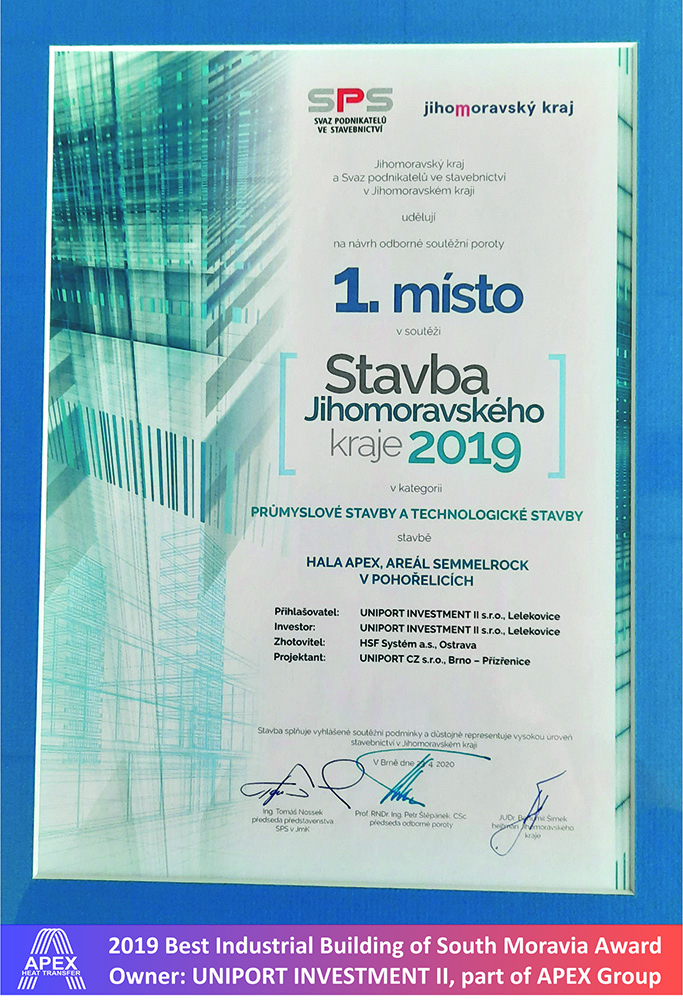 SPS
SVAZ PODNIKATELŮ
VE STAVEBNICTVÍ
jihomoravský kraj
Jihomoravský kraj
a Svaz podnikatelů ve stavebnictví
v Jihomoravském kraji
udělují
na návrh odborné soutěžní poroty
1. místo
v soutěži
Stavba
Jihomoravského
kraje 2019
v kategorii
PRŮMYSLOVÉ STAVBY A TECHNOLOGICKÉ STAVBY
stavbě
HALA APEX, AREÁL SEMMELROCK
V POHOŘELICÍCH
Přihlašovatel: UNIPORT INVESTMENT II s.r.o., Lelekovice
Investor: UNIPORT INVESTMENT II s.r.o., Lelekovice
Zhotovitel: HSF Systém a.s., Ostrava
Projektant: UNIPORT CZ s.r.o., Brno – Přízřenice
Stavba splňuje vyhlášené soutěžní podmínky a důstojně representuje vysokou úroveň
stavebnictví v Jihomoravském kraji
V Brně dne 4. 2020
Ing. Tomáš Nossek
předseda představenstva
SPS v JmK
Prof. RNDr. Ing. Petr Štěpánek, CSc
předseda odborné poroty
JUDr. Šimek
hejtman Jihomoravského
kraje
APEX
HEAT TRANSFER
2019 Best Industrial Building of South Moravia Award
Owner: UNIPORT INVESTMENT II, part of APEX Group